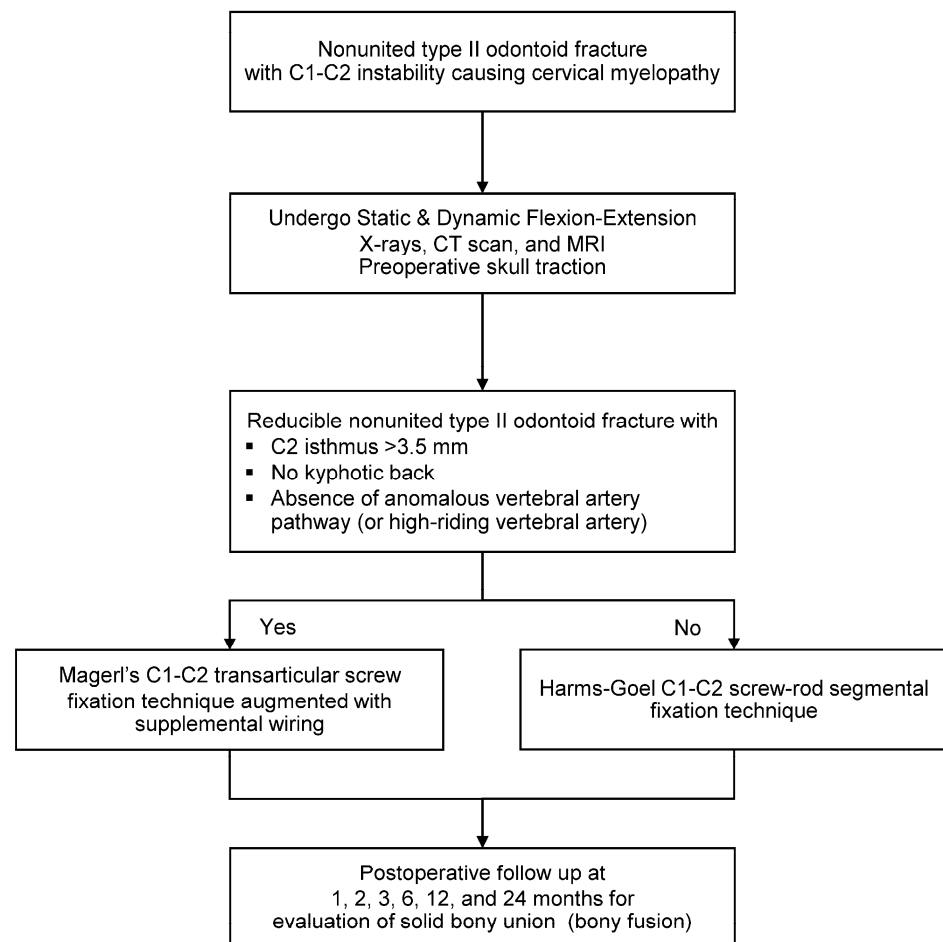 Nonunited type II odontoid fracture
with C1-C2 instability causing cervical myelopathy
Undergo Static & Dynamic Flexion-Extension
X-rays, CT scan, and MRI
Preoperative skull traction
Reducible nonunited type II odontoid fracture with
▪ C2 isthmus >3.5 mm
▪ No kyphotic back
▪ Absence of anomalous vertebral artery
pathway (or high-riding vertebral artery)
Yes
No
Magerl's C1-C2 transarticular screw
fixation technique augmented with
supplemental wiring
Harms-Goel C1-C2 screw-rod segmental
fixation technique
Postoperative follow up at
1, 2, 3, 6, 12, and 24 months for
evaluation of solid bony union (bony fusion)